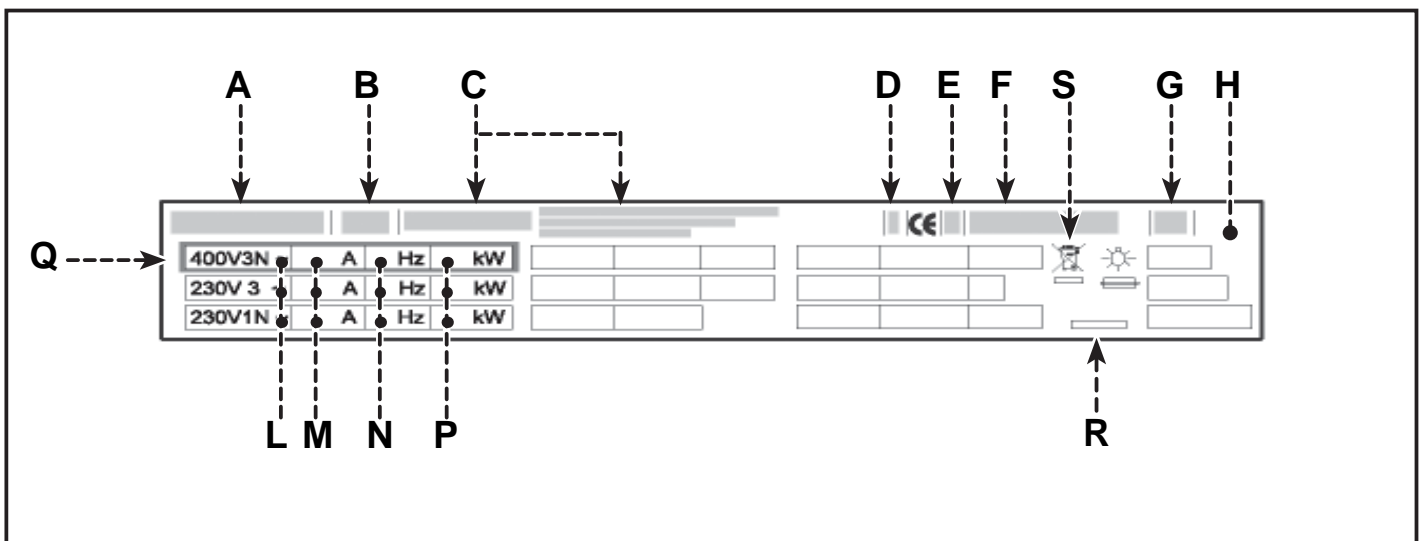 A B C D E F S G H
CE
Q
400V3N ~ A Hz kW
230V 3 ~ A Hz kW
230V1N ~ A Hz kW
L M N P R